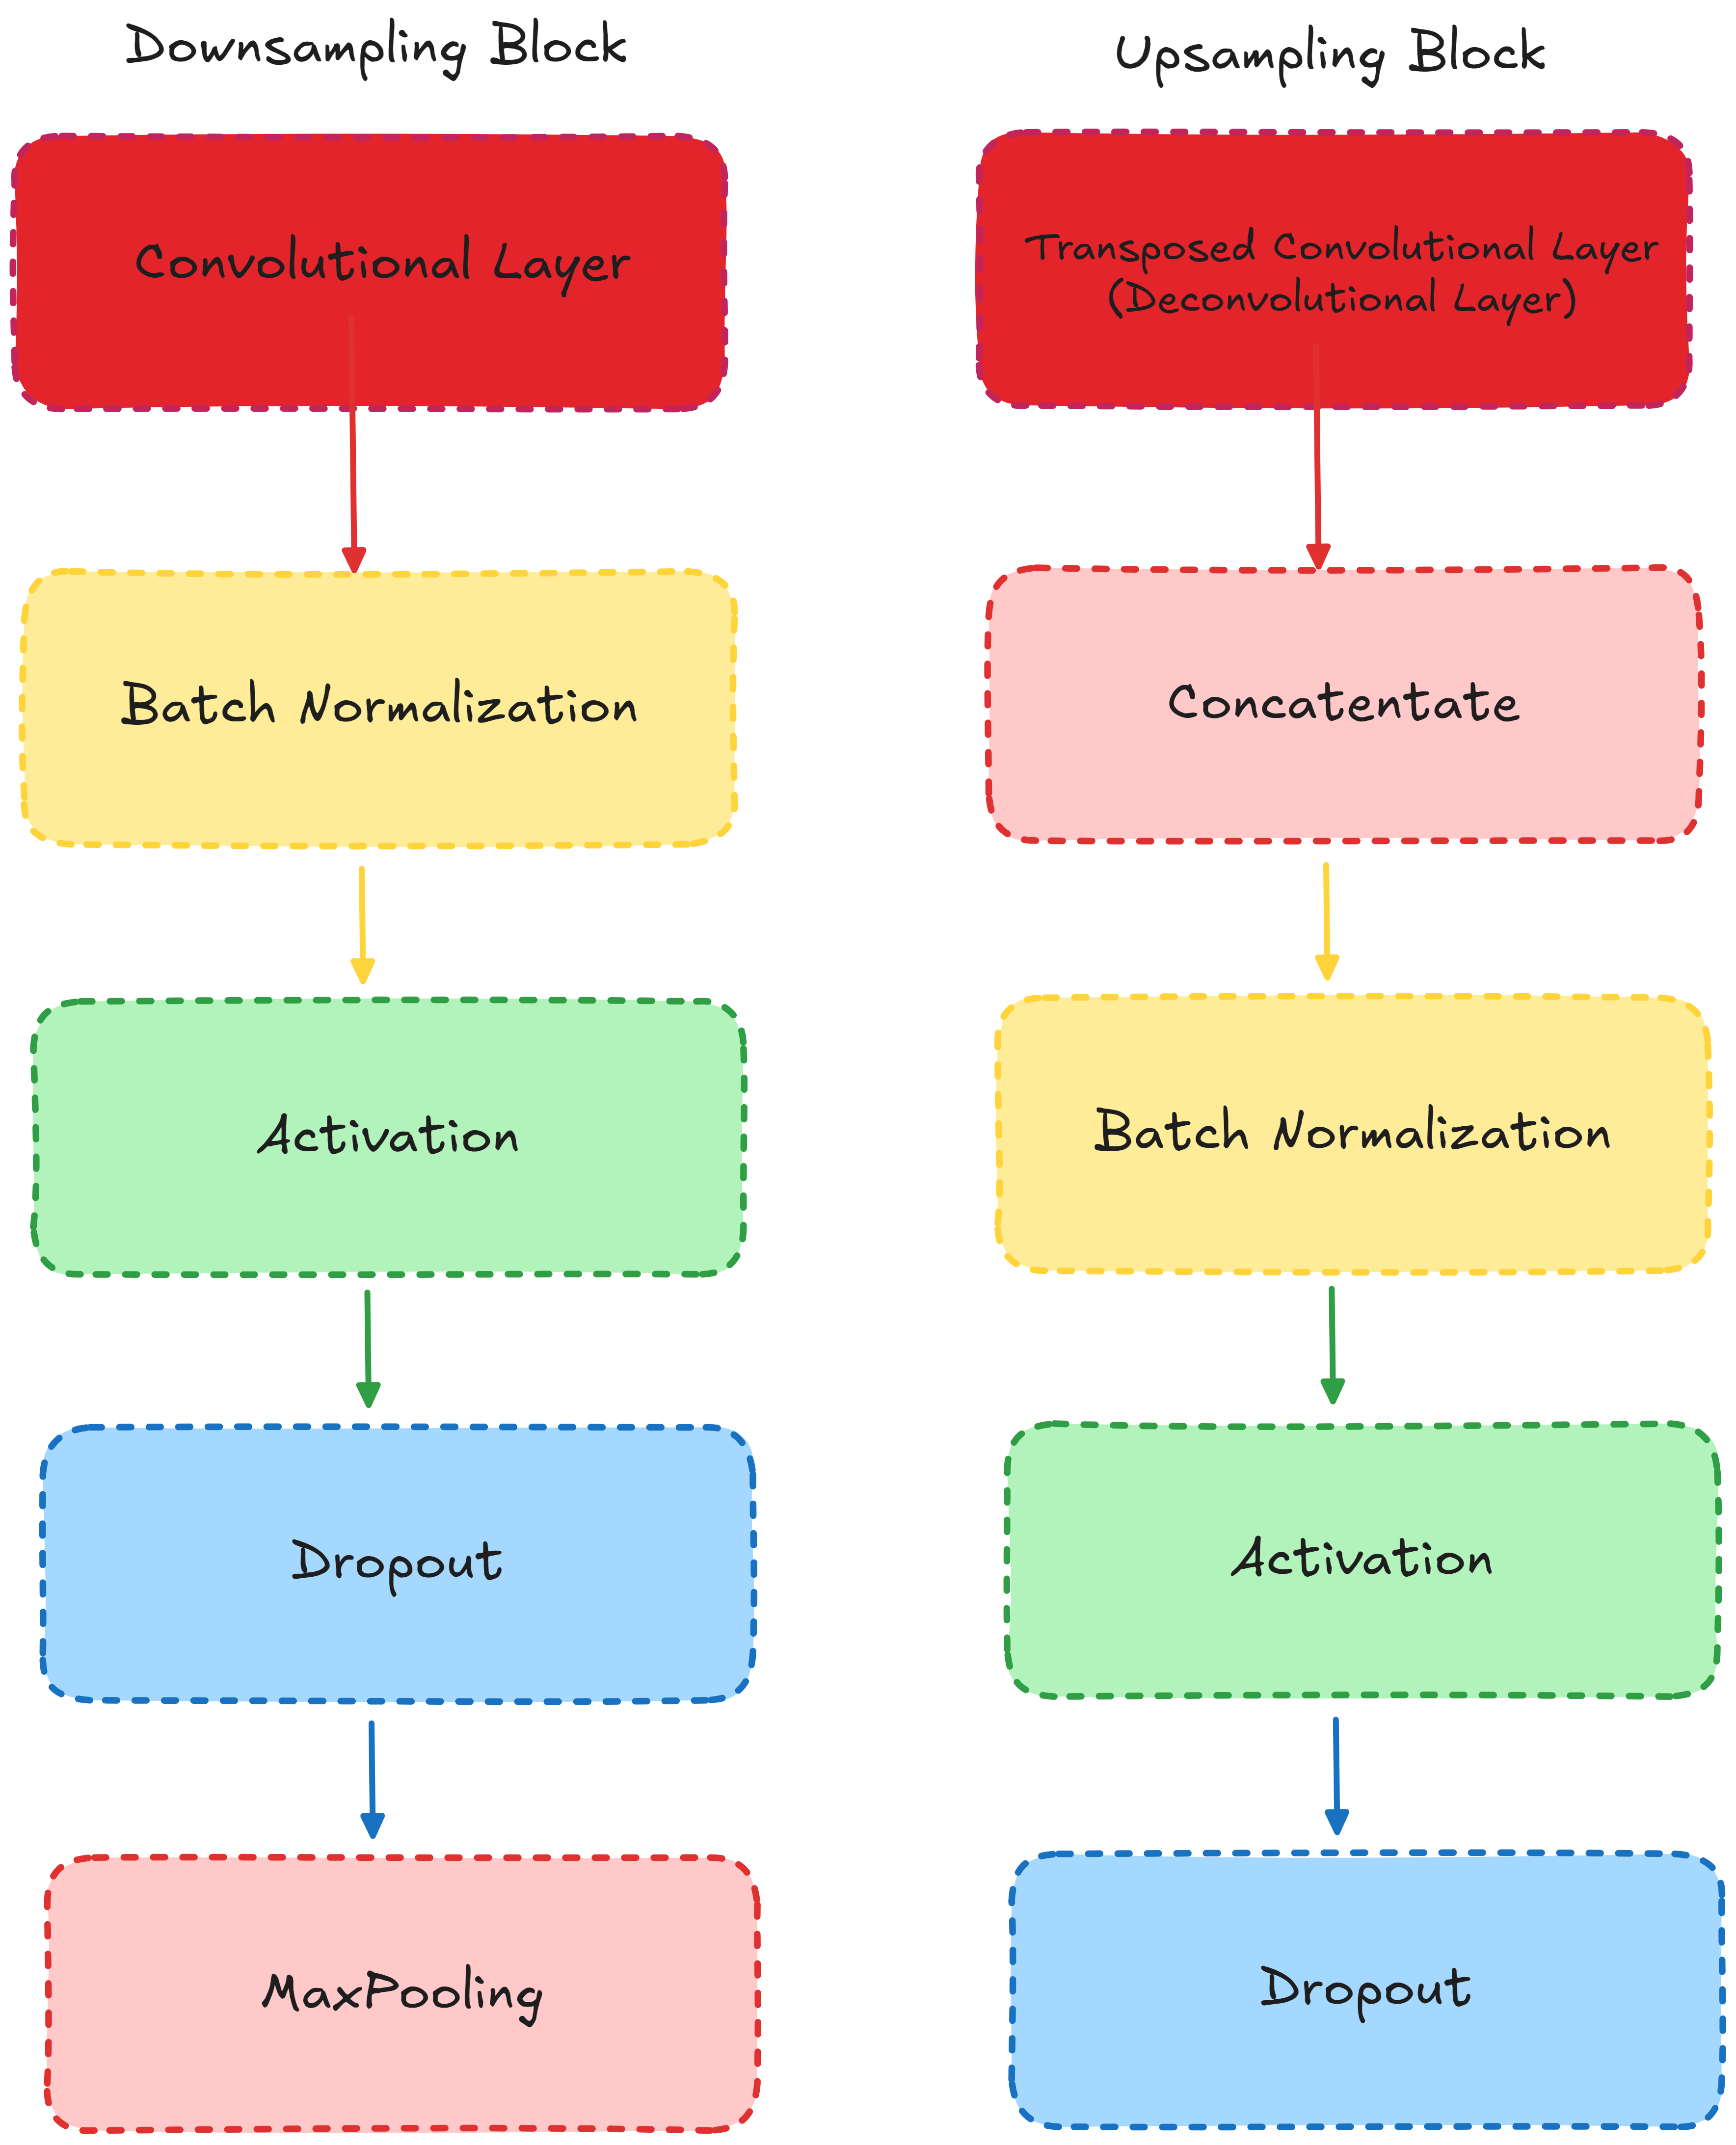 Downsampling Block
Convolutional Layer
Batch Normalization
Activation
Dropout
MaxPooling
Upsampling Block
Transposed Convolutional Layer
(Deconvolutional Layer)
Concatentate
Batch Normalization
Activation
Dropout